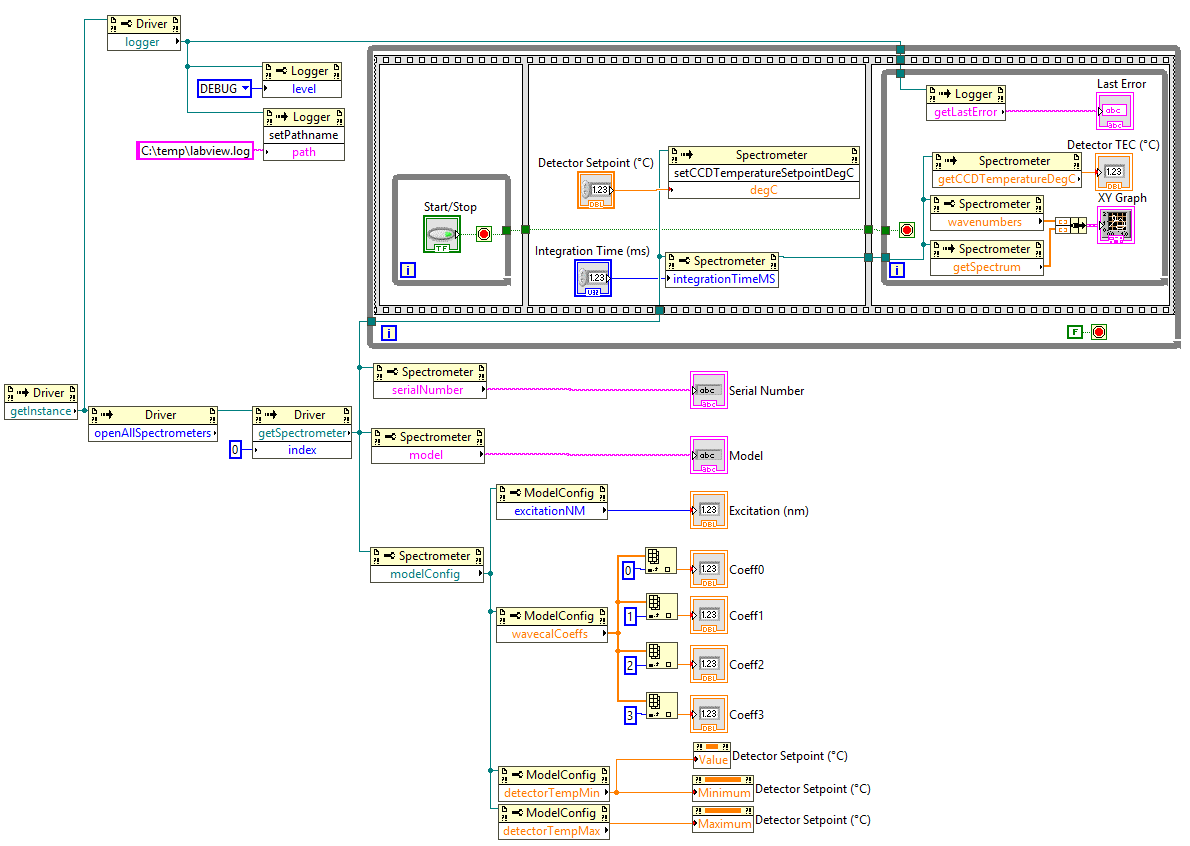 Driver
logger
Logger
level
DEBUG
Logger
setPathname
path
C:\temp\labview.log
Start/Stop
TF
i
Detector Setpoint (°C)
1.23
DBL
Spectrometer
setCCDTemperatureSetpointDegC
degC
Integration Time (ms)
1.23
U32
Spectrometer
integrationTimeMS
Logger
getLastError
Last Error
abc
abc
Detector TEC (°C)
Spectrometer
getCCDTemperatureDegC
1.23
DBL
XY Graph
Spectrometer
wavenumbers
Spectrometer
getSpectrum
i
i
F
Driver
getInstance
Driver
openAllSpectrometers
Driver
getSpectrometer
index
0
Spectrometer
serialNumber
abc
abc
Serial Number
Spectrometer
model
abc
abc
Model
Spectrometer
modelConfig
ModelConfig
excitationNM
1.23
DBL
Excitation (nm)
ModelConfig
wavecalCoeffs
0
1.23
DBL
Coeff0
1
1.23
DBL
Coeff1
2
1.23
DBL
Coeff2
3
1.23
DBL
Coeff3
ModelConfig
detectorTempMin
Value
Detector Setpoint (°C)
Minimum
Detector Setpoint (°C)
ModelConfig
detectorTempMax
Maximum
Detector Setpoint (°C)